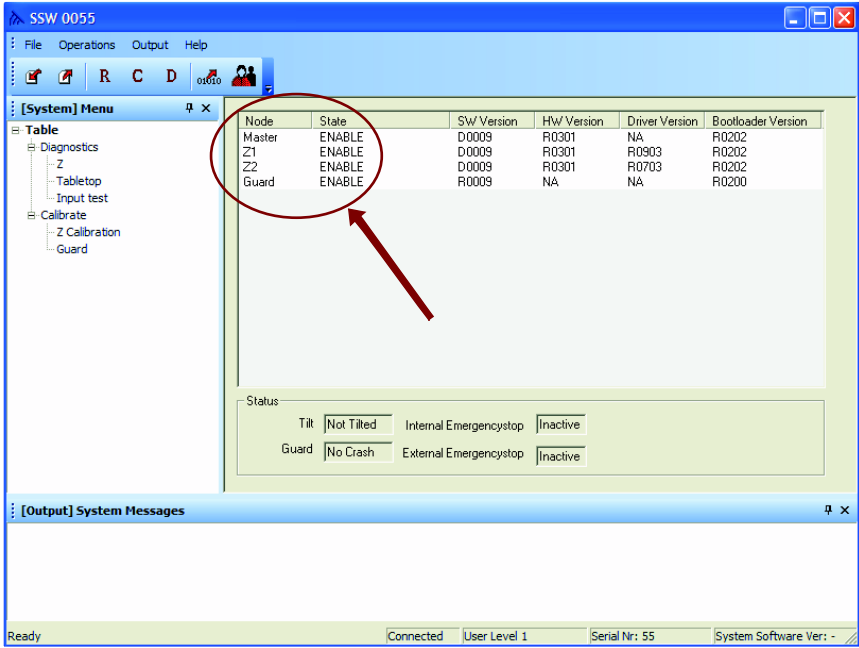 SSW 0055
File Operations Output Help
R C D 01010
[System] Menu
Table
Diagnostics
Z
Tabletop
Input test
Calibrate
Z Calibration
Guard
Node State SW Version HW Version Driver Version Bootloader Version
Master ENABLE D0009 R0301 NA R0202
Z1 ENABLE D0009 R0301 R0903 R0202
Z2 ENABLE D0009 R0301 R0703 R0202
Guard ENABLE R0009 NA NA R0200
Status
Tilt Not Tilted Internal Emergencystop Inactive
Guard No Crash External Emergencystop Inactive
[Output] System Messages
Ready Connected User Level 1 Serial Nr: 55 System Software Ver: -